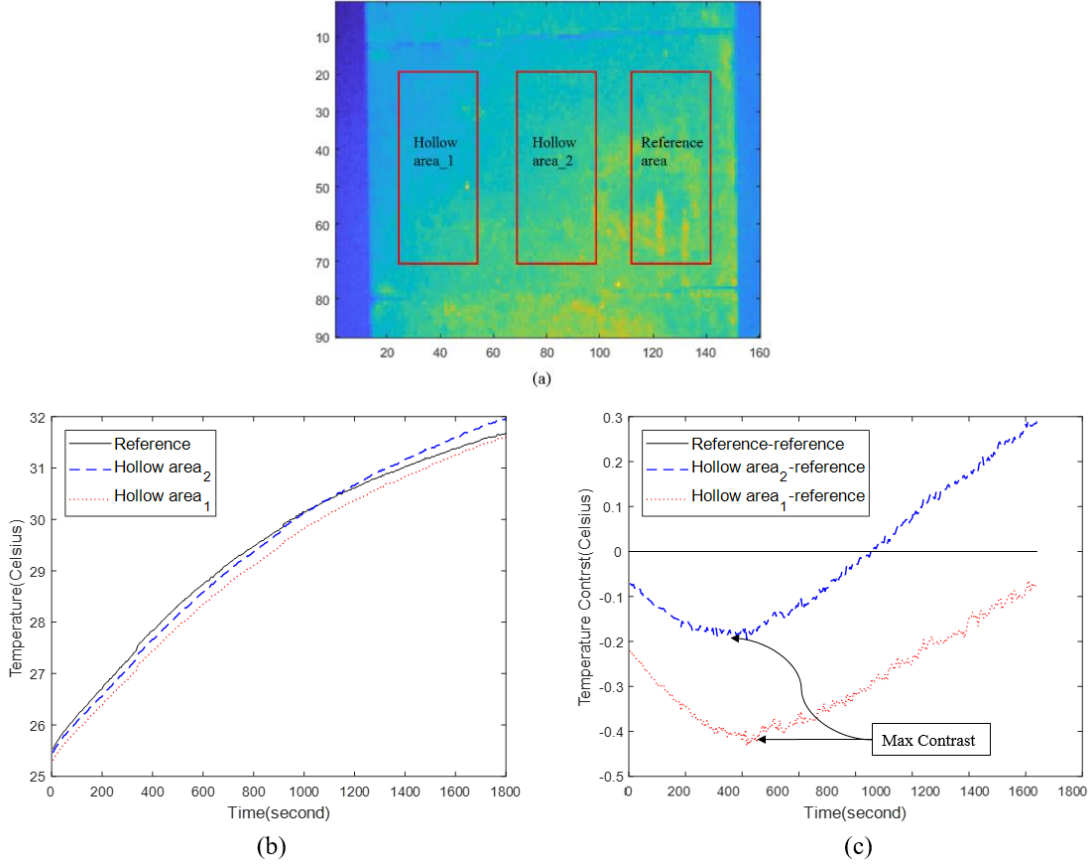 10
20
30
40
50
60
70
80
90
20 40 60 80 100 120 140 160
Hollow
area_1
Hollow
area_2
Reference
area
(a)
32
31
30
29
28
27
26
25
0 200 400 600 800 1000 1200 1400 1600 1800
Temperature(Celsius)
Time(second)
Reference
Hollow area2
Hollow area1
(b)
0.3
0.2
0.1
0
-0.1
-0.2
-0.3
-0.4
-0.5
0 200 400 600 800 1000 1200 1400 1600 1800
Temperature Contrst(Celsius)
Time(second)
Reference-reference
Hollow area2-reference
Hollow area1-reference
Max Contrast
(c)